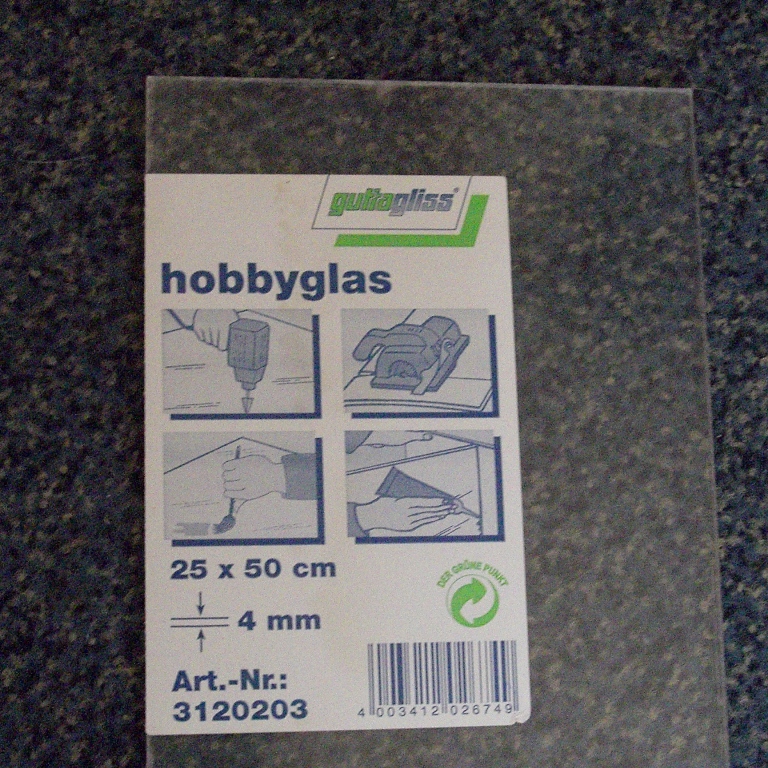 guttagliss®
hobbyglas
25 x 50 cm
DER GRÜNE PUNKT
4 mm
Art.-Nr.:
3120203
4 003412 026749